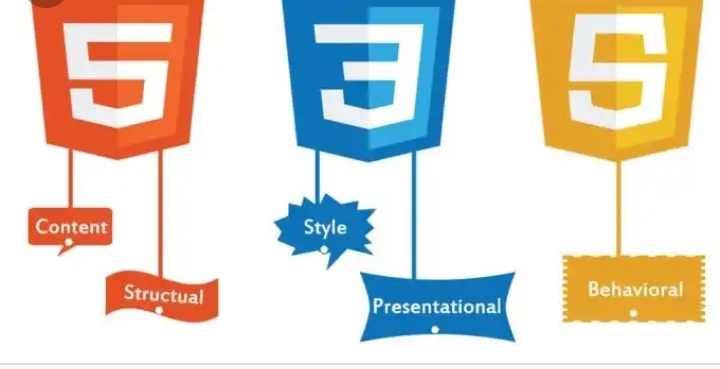 5
3
5
Content
Style
Structual
Behavioral
Presentational